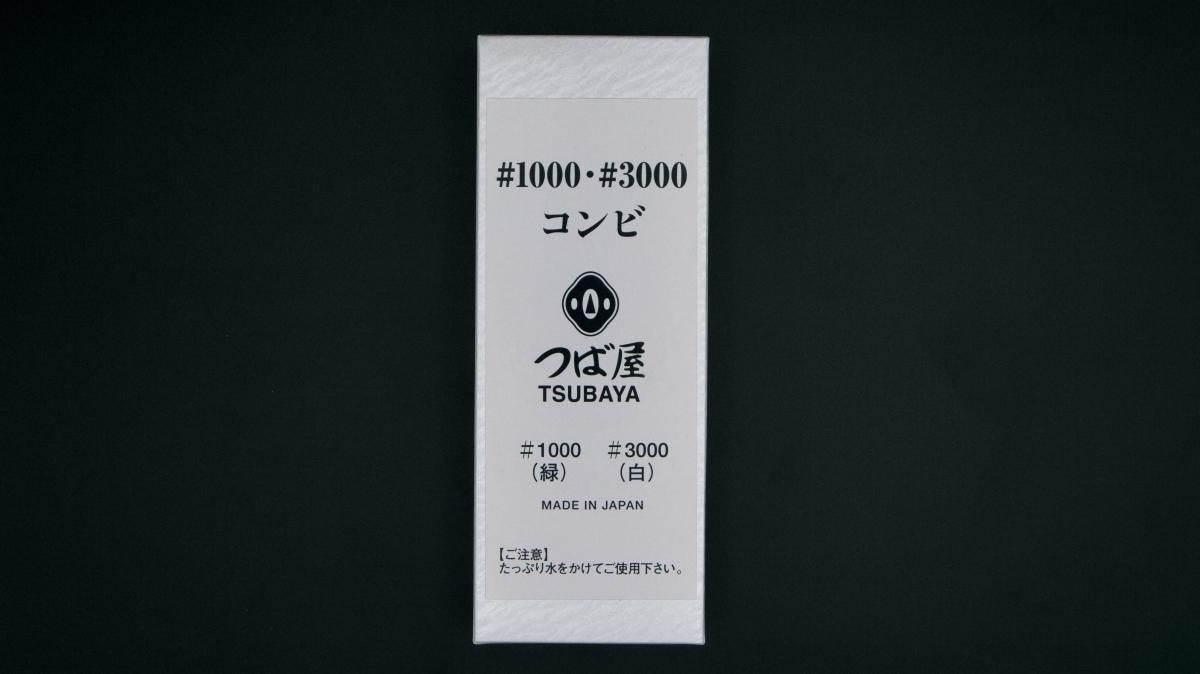 #1000・#3000
コンビ
つば屋
TSUBAYA
#1000 #3000
(緑) (白)
MADE IN JAPAN
【ご注意】
たっぷり水をかけてご使用下さい。